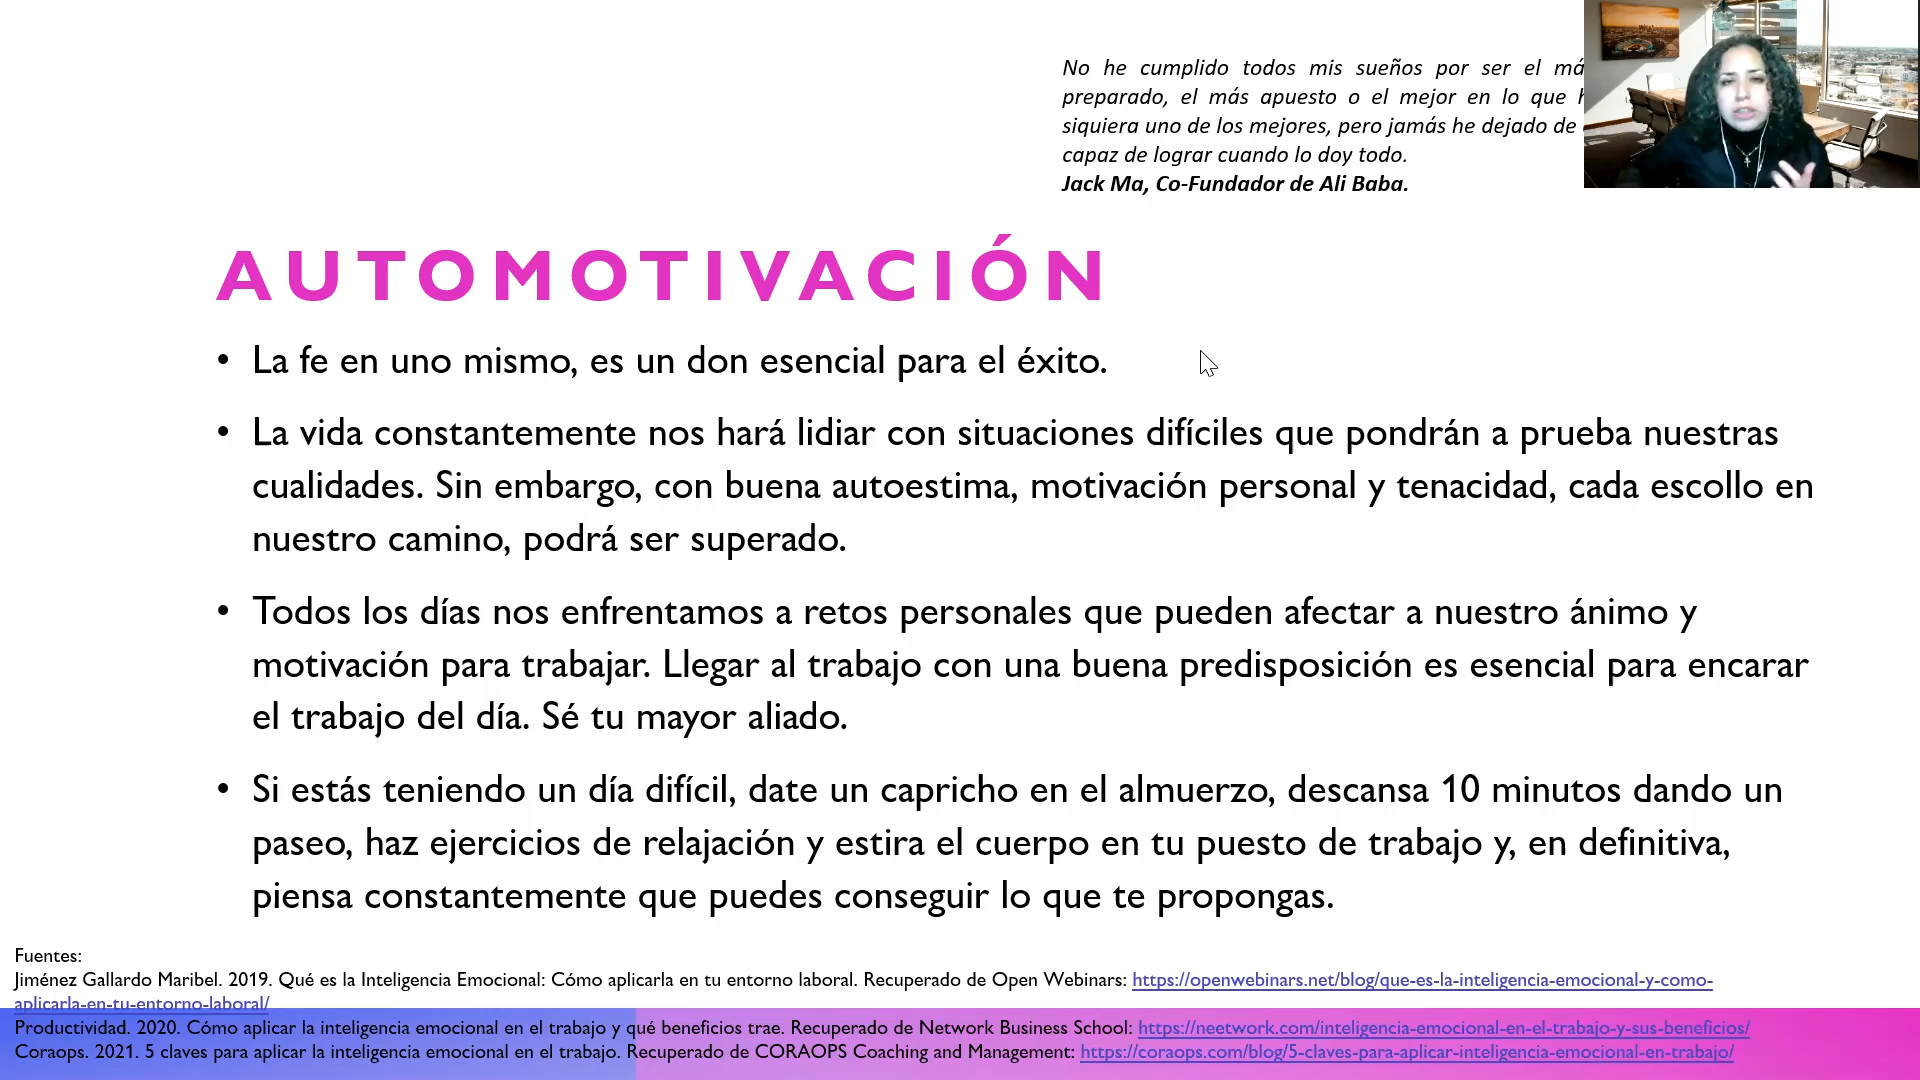 No he cumplido todos mis sueños por ser el
preparado, el más apuesto o el mejor en lo que
siquiera uno de los mejores, pero jamás he dejado de
capaz de lograr cuando lo doy todo.
Jack Ma, Co-Fundador de Ali Baba.
AUTOMOTIVACIÓN
• La fe en uno mismo, es un don esencial para el éxito.
• La vida constantemente nos hará lidiar con situaciones difíciles que pondrán a prueba nuestras
cualidades. Sin embargo, con buena autoestima, motivación personal y tenacidad, cada escollo en
nuestro camino, podrá ser superado.
• Todos los días nos enfrentamos a retos personales que pueden afectar a nuestro ánimo y
motivación para trabajar. Llegar al trabajo con una buena predisposición es esencial para encarar
el trabajo del día. Sé tu mayor aliado.
• Si estás teniendo un día difícil, date un capricho en el almuerzo, descansa 10 minutos dando un
paseo, haz ejercicios de relajación y estira el cuerpo en tu puesto de trabajo y, en definitiva,
piensa constantemente que puedes conseguir lo que te propongas.
Fuentes:
Jiménez Gallardo Maribel. 2019. Qué es la Inteligencia Emocional: Cómo aplicarla en tu entorno laboral. Recuperado de Open Webinars: https://openwebinars.net/blog/que-es-la-inteligencia-emocional-y-como-
aplicarla-en-tu-entorno-laboral/
Productividad. 2020. Cómo aplicar la inteligencia emocional en el trabajo y qué beneficios trae. Recuperado de Network Business School: https://neetwork.com/inteligencia-emocional-en-el-trabajo-y-sus-beneficios/
Coraops. 2021. 5 claves para aplicar la inteligencia emocional en el trabajo. Recuperado de CORAOPS Coaching and Management: https://coraops.com/blog/5-claves-para-aplicar-inteligencia-emocional-en-trabajo/